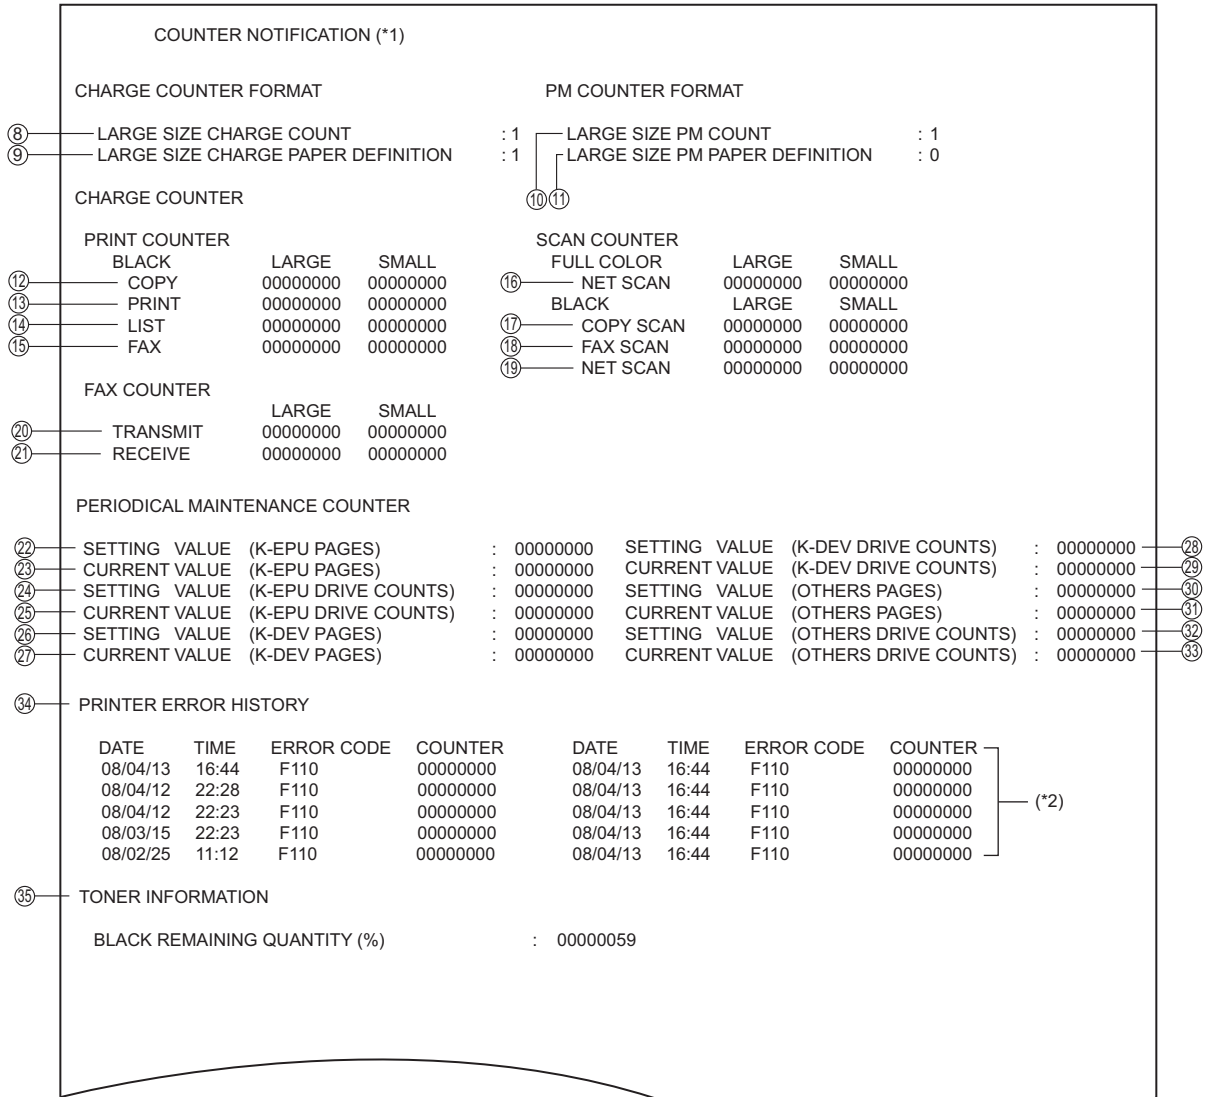 COUNTER NOTIFICATION (*1)
CHARGE COUNTER FORMAT PM COUNTER FORMAT
8 LARGE SIZE CHARGE COUNT : 1 LARGE SIZE PM COUNT : 1
9 LARGE SIZE CHARGE PAPER DEFINITION : 1 LARGE SIZE PM PAPER DEFINITION : 0
CHARGE COUNTER 10 11
PRINT COUNTER SCAN COUNTER
BLACK LARGE SMALL FULL COLOR LARGE SMALL
12 COPY 00000000 00000000 16 NET SCAN 00000000 00000000
13 PRINT 00000000 00000000 BLACK LARGE SMALL
14 LIST 00000000 00000000 17 COPY SCAN 00000000 00000000
15 FAX 00000000 00000000 18 FAX SCAN 00000000 00000000
19 NET SCAN 00000000 00000000
FAX COUNTER
LARGE SMALL
20 TRANSMIT 00000000 00000000
21 RECEIVE 00000000 00000000
PERIODICAL MAINTENANCE COUNTER
22 SETTING VALUE (K-EPU PAGES) : 00000000 SETTING VALUE (K-DEV DRIVE COUNTS) : 00000000 28
23 CURRENT VALUE (K-EPU PAGES) : 00000000 CURRENT VALUE (K-DEV DRIVE COUNTS) : 00000000 29
24 SETTING VALUE (K-EPU DRIVE COUNTS) : 00000000 SETTING VALUE (OTHERS PAGES) : 00000000 30
25 CURRENT VALUE (K-EPU DRIVE COUNTS) : 00000000 CURRENT VALUE (OTHERS PAGES) : 00000000 31
26 SETTING VALUE (K-DEV PAGES) : 00000000 SETTING VALUE (OTHERS DRIVE COUNTS) : 00000000 32
27 CURRENT VALUE (K-DEV PAGES) : 00000000 CURRENT VALUE (OTHERS DRIVE COUNTS) : 00000000 33
34 PRINTER ERROR HISTORY
DATE TIME ERROR CODE COUNTER DATE TIME ERROR CODE COUNTER
08/04/13 16:44 F110 00000000 08/04/13 16:44 F110 00000000
08/04/12 22:28 F110 00000000 08/04/13 16:44 F110 00000000
08/04/12 22:23 F110 00000000 08/04/13 16:44 F110 00000000 (*2)
08/03/15 22:23 F110 00000000 08/04/13 16:44 F110 00000000
08/02/25 11:12 F110 00000000 08/04/13 16:44 F110 00000000
35 TONER INFORMATION
BLACK REMAINING QUANTITY (%) : 00000059